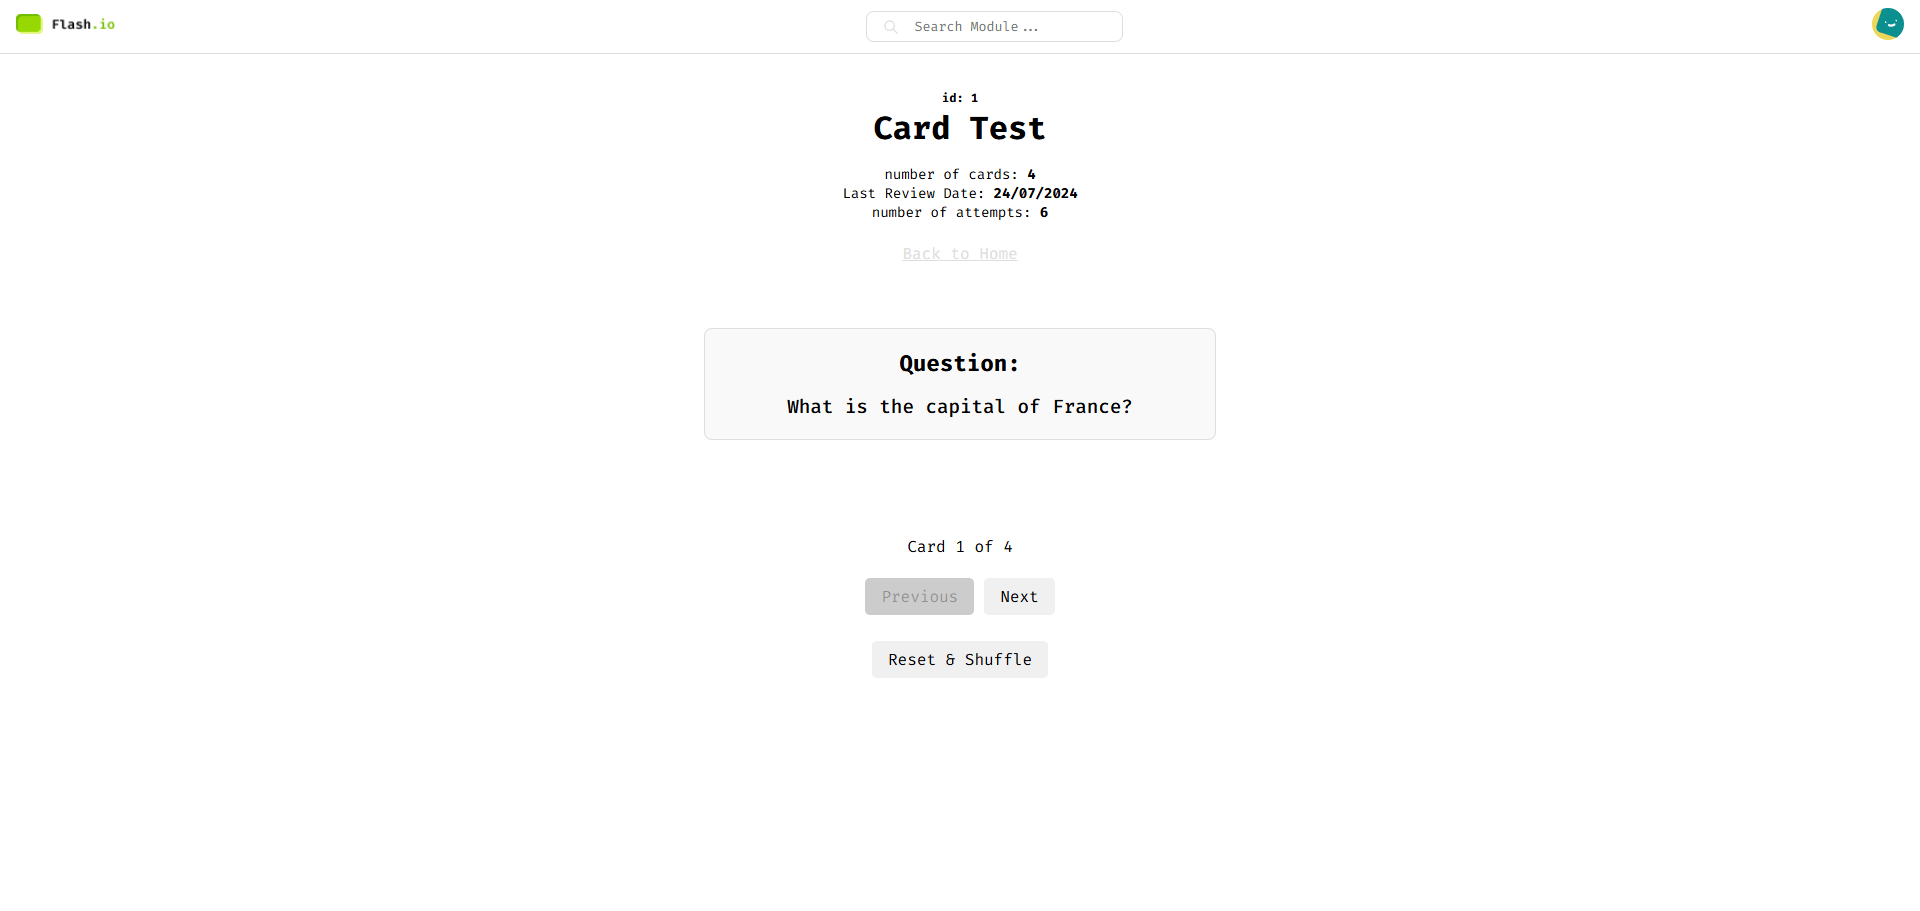 Flash.io
Search Module...
id: 1
Card Test
number of cards: 4
Last Review Date: 24/07/2024
number of attempts: 6
Back to Home
Question:
What is the capital of France?
Card 1 of 4
Previous Next
Reset & Shuffle